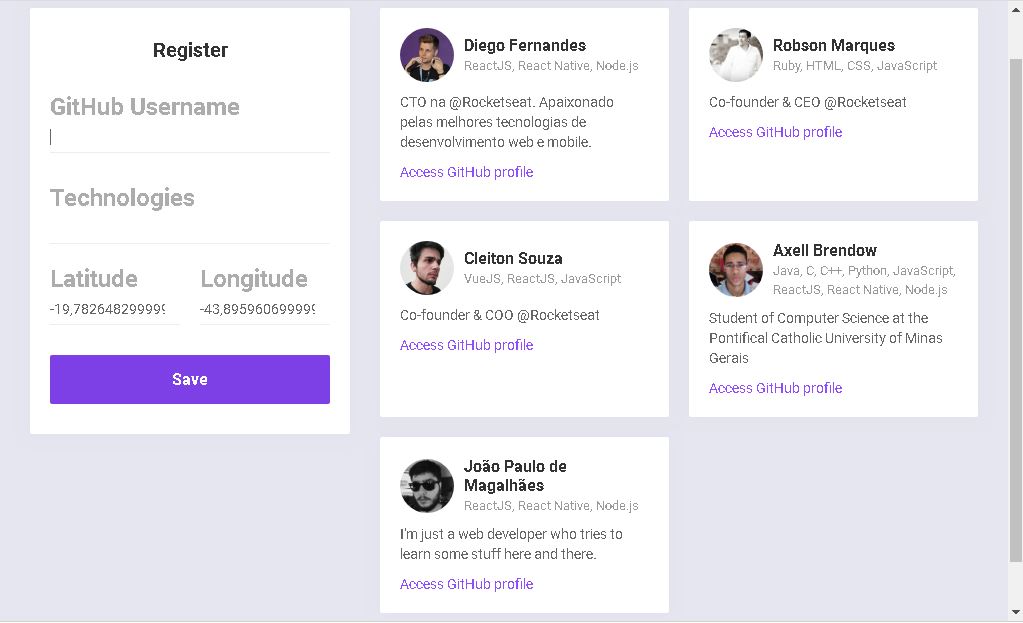 Register
GitHub Username
Technologies
Latitude
Longitude
-19,78264829999
-43,89596069999
Save
Diego Fernandes
ReactJS, React Native, Node.js
CTO na @Rocketseat. Apaixonado
pelas melhores tecnologias de
desenvolvimento web e mobile.
Access GitHub profile
Robson Marques
Ruby, HTML, CSS, JavaScript
Co-founder & CEO @Rocketseat
Access GitHub profile
Cleiton Souza
VueJS, ReactJS, JavaScript
Co-founder & COO @Rocketseat
Access GitHub profile
Axell Brendow
Java, C, C++, Python, JavaScript,
ReactJS, React Native, Node.js
Student of Computer Science at the
Pontifical Catholic University of Minas
Gerais
Access GitHub profile
João Paulo de
Magalhães
ReactJS, React Native, Node.js
I'm just a web developer who tries to
learn some stuff here and there.
Access GitHub profile